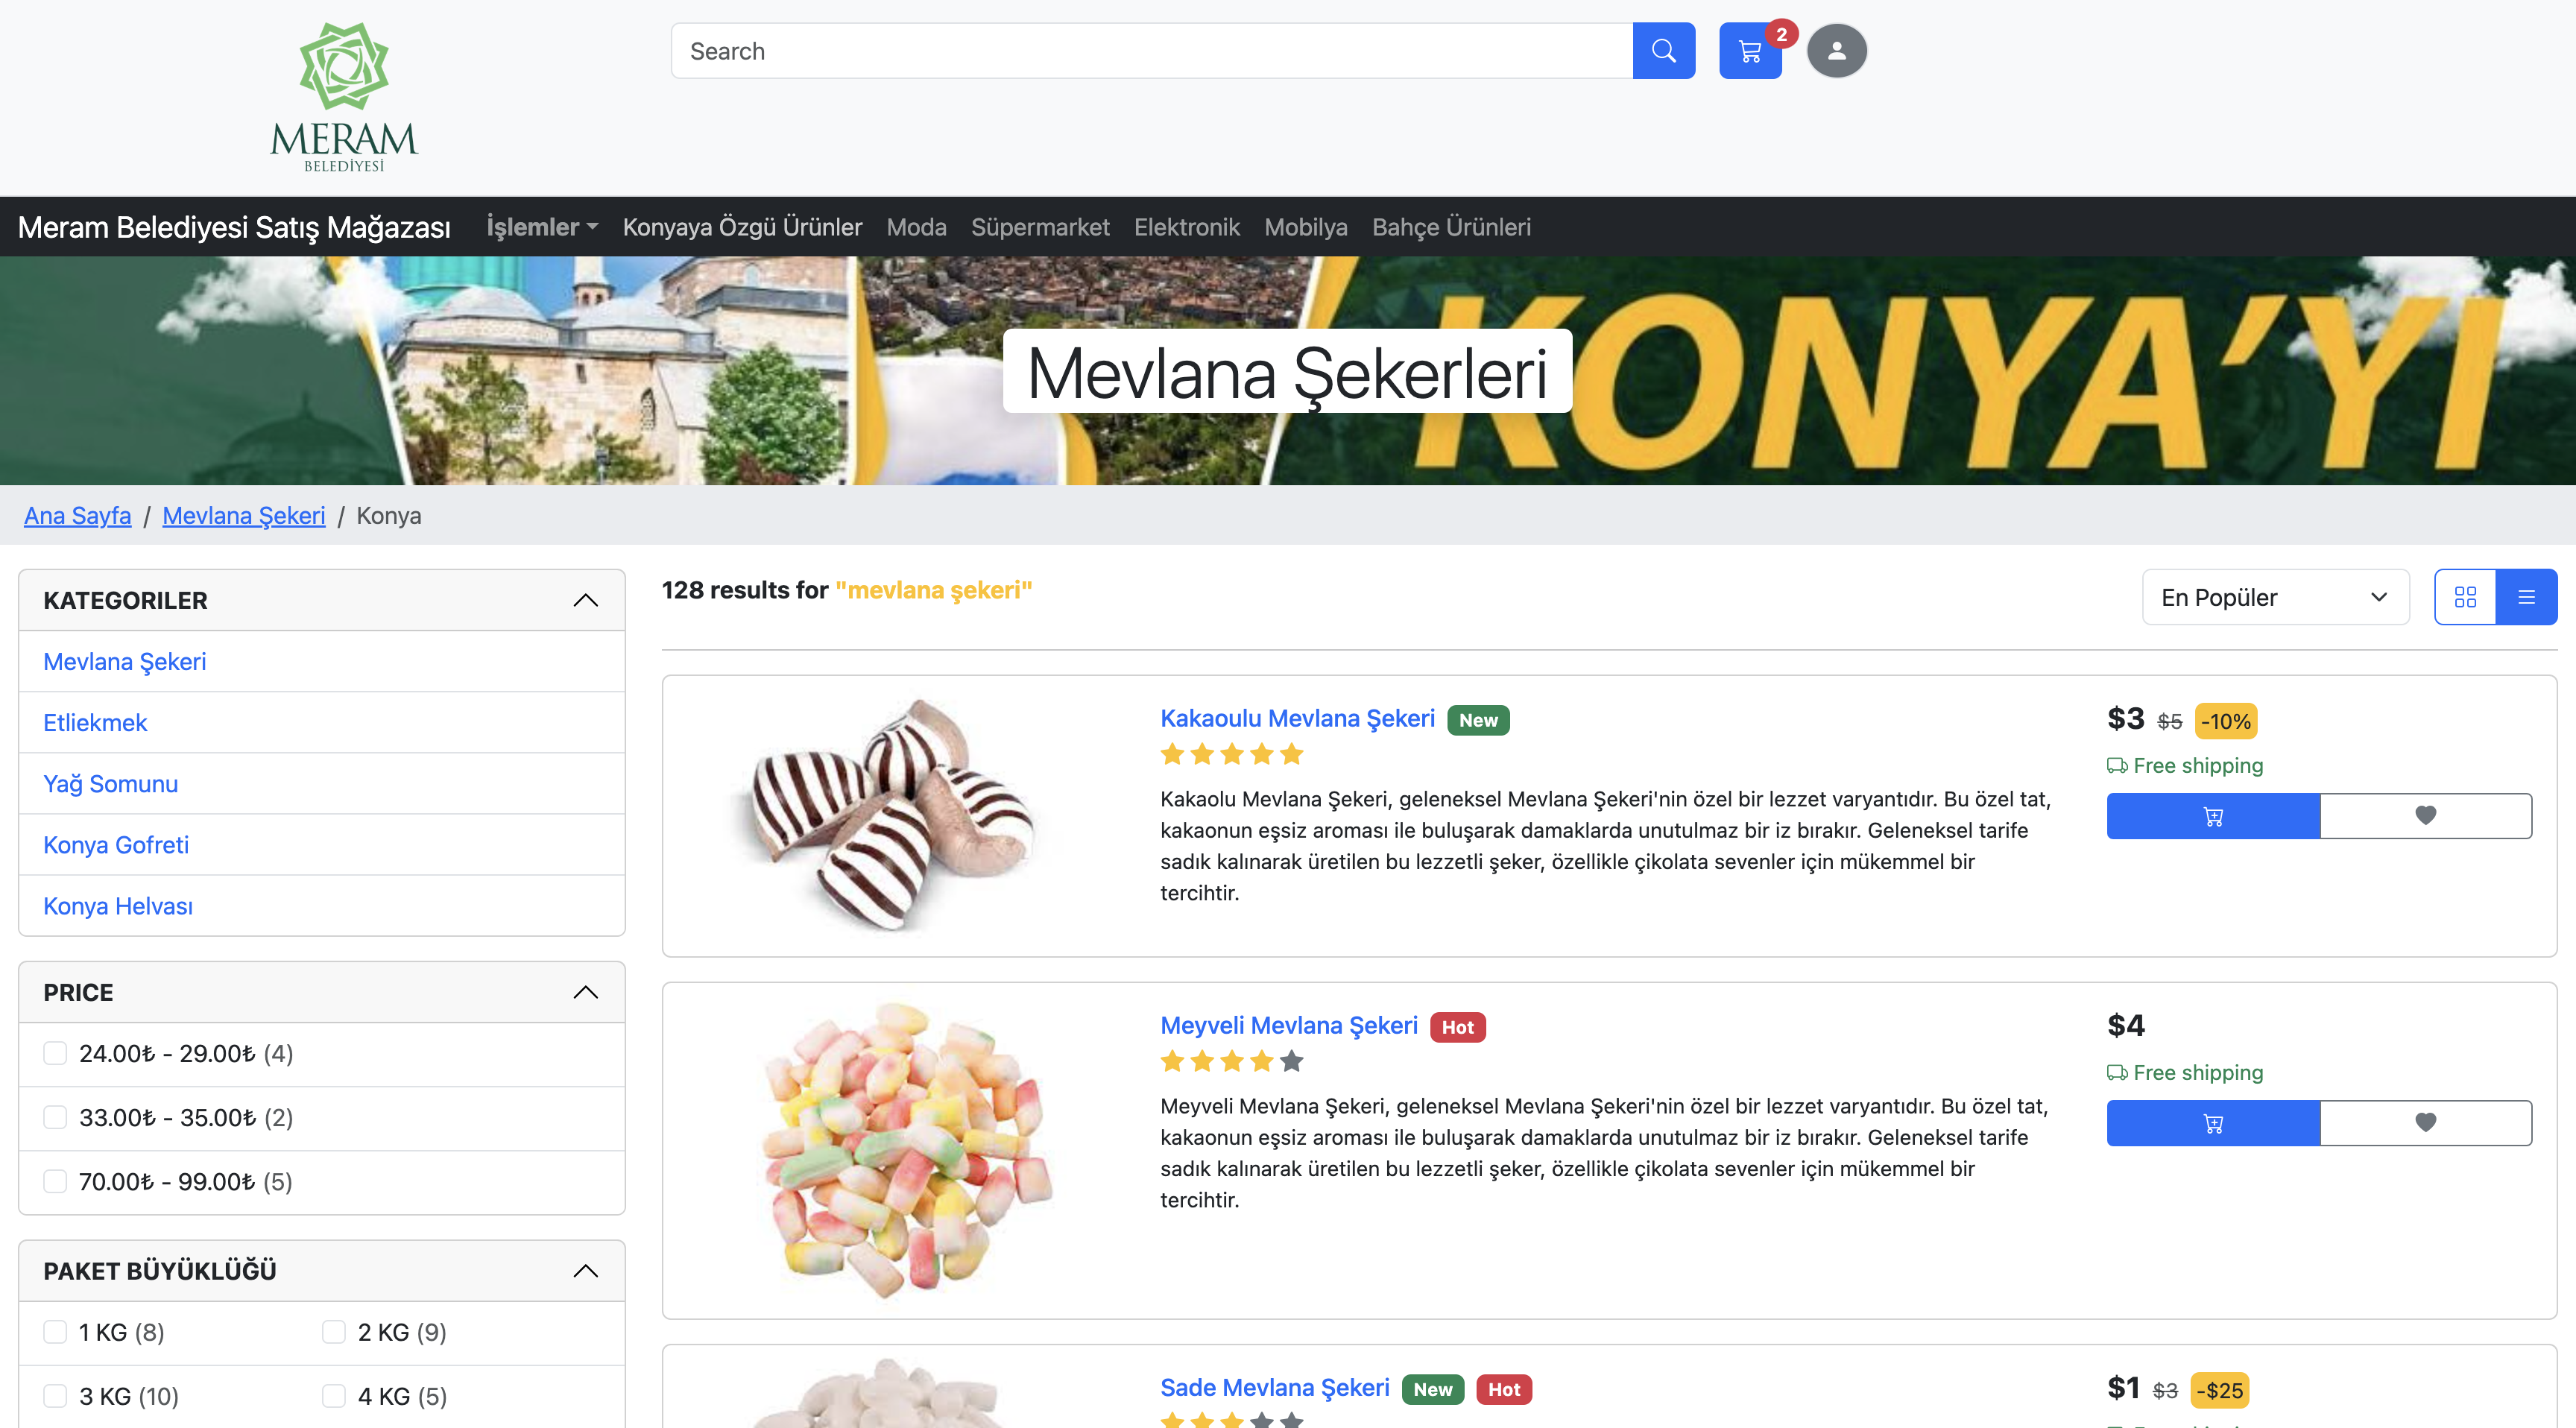 MERAM
BELEDİYESİ
Search
2
Meram Belediyesi Satış Mağazası
İşlemler
Konyaya Özgü Ürünler
Moda
Süpermarket
Elektronik
Mobilya
Bahçe Ürünleri
KONYA'YI
Mevlana Şekerleri
Ana Sayfa / Mevlana Şekeri / Konya
KATEGORILER
Mevlana Şekeri
Etliekmek
Yağ Somunu
Konya Gofreti
Konya Helvası
PRICE
24.00₺ - 29.00₺ (4)
33.00₺ - 35.00₺ (2)
70.00₺ - 99.00₺ (5)
PAKET BÜYÜKLÜĞÜ
1 KG (8)
2 KG (9)
3 KG (10)
4 KG (5)
128 results for "mevlana şekeri"
En Popüler
Kakaoulu Mevlana Şekeri New
Kakaolu Mevlana Şekeri, geleneksel Mevlana Şekeri'nin özel bir lezzet varyantıdır. Bu özel tat,
kakaonun eşsiz aroması ile buluşarak damaklarda unutulmaz bir iz bırakır. Geleneksel tarife
sadık kalınarak üretilen bu lezzetli şeker, özellikle çikolata sevenler için mükemmel bir
tercihtir.
$3 $5 -10%
Free shipping
Meyveli Mevlana Şekeri Hot
Meyveli Mevlana Şekeri, geleneksel Mevlana Şekeri'nin özel bir lezzet varyantıdır. Bu özel tat,
kakaonun eşsiz aroması ile buluşarak damaklarda unutulmaz bir iz bırakır. Geleneksel tarife
sadık kalınarak üretilen bu lezzetli şeker, özellikle çikolata sevenler için mükemmel bir
tercihtir.
$4
Free shipping
Sade Mevlana Şekeri New Hot
$1 $3 -$25